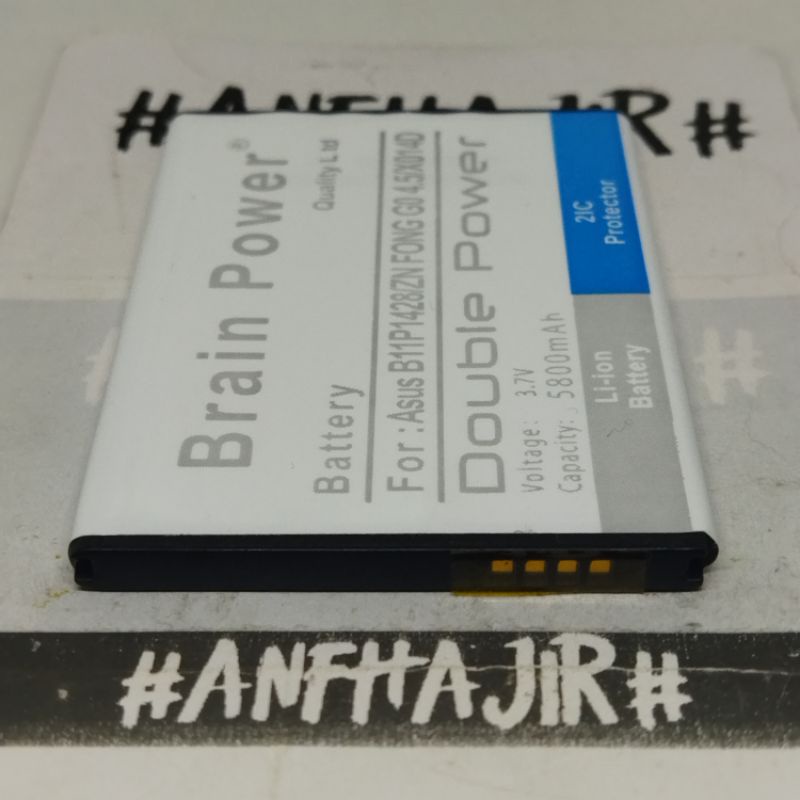 #ANFHAJIR#
Brain Power®
Quality Ltd
Battery
For : Asus B11P1428/ZN FONG G0 4.5/X014D
Double Power
Voltage: 3.7V
Capacity: 5800mAh
2IC
Protector
Li-ion
Battery
#ANFHAJIR#